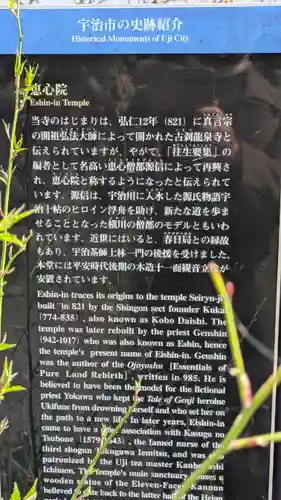 宇治市の史跡紹介
Historical Monuments of Uji City
恵心院
Eshin-in Temple
当寺のはじまりは、弘仁12年（821）に真言宗
の開祖弘法大師によって開かれた古刹龍泉寺と
伝えられていますが、やがて、「往生要集」の
編者として名高い恵心僧都源信によって再興さ
れ、恵心院と称するようになったと伝えられて
います。源信は、宇治川に入水した源氏物語宇
治十帖のヒロイン浮舟を助け、新たな道を歩ま
せることとなった横川の僧都のモデルともいわ
れています。近世にはいると、春日局との縁故
もあり、宇治茶師上林一門の後援を受けました。
本堂には平安時代後期の木造十一面観音立像が
安置されています。
Eshin-in traces its origins to the temple Seiryu-ji
built in 821 by the Shingon sect founder Kukai
(774-835), also known as Kobo Daishi. The
temple was later rebuilt by the priest Genshin
(942-1017) who was also known as Eshin, hence
the temple's present name of Eshin-in. Genshin
was the author of the Ojoyoshu [Essentials of
Pure Land Rebirth], written in 985. He is
believed to have been the model for the fictional
priest Yokawa who kept Tale of Genji heroine
Ukifune from drowning herself and who set her on
the path to a new life. In later years, Eshin-in
came to have a close association with Kasuga no
Tsubone (1579-1643), the famed nurse of the
third shogun Tokugawa Iemitsu, and was
patronized by the Uji tea master Kanbayashi
Ichimon. The temple's main sanctuary houses a
wooden statue of the Eleven-Faced Kannon
dating back to the latter half of the